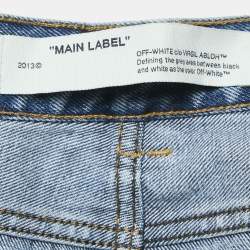 "MAIN LABEL"
2013©
OFF-WHITE c/o VIRGIL ABLOH™
Defining the grey area between black
and white as the color Off-White™